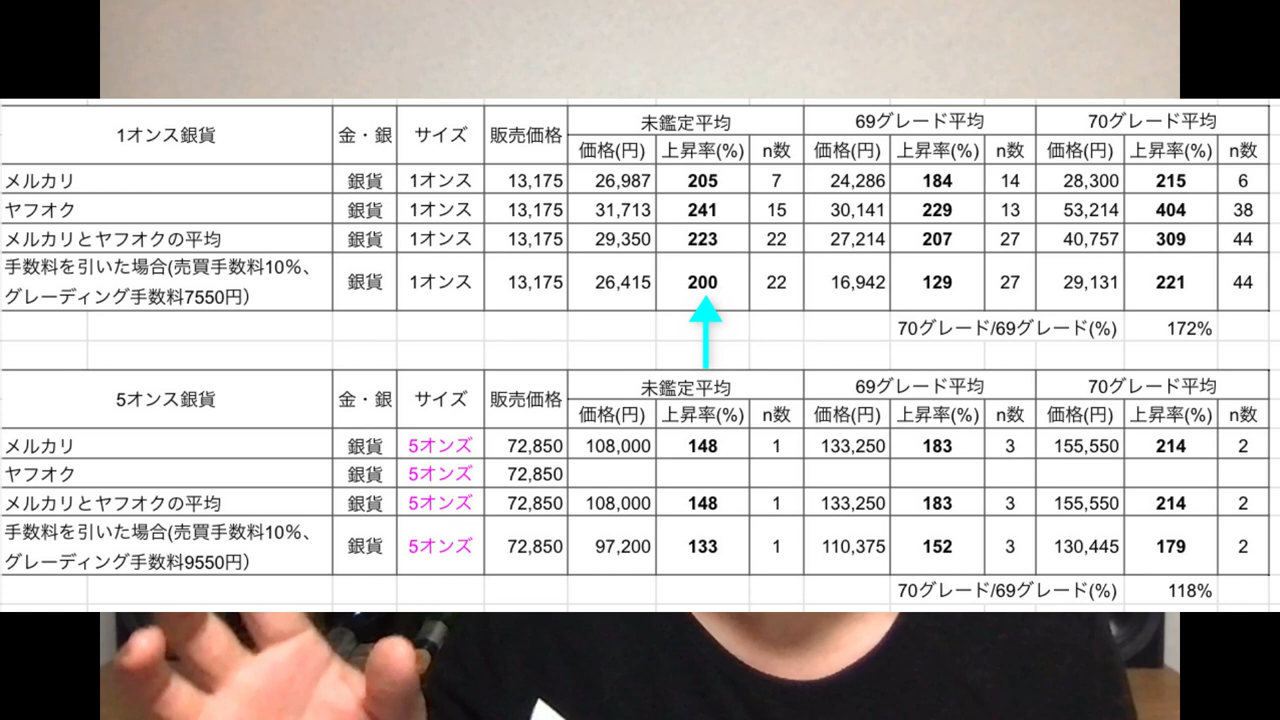 1オンス銀貨 金・銀 サイズ 販売価格 未鑑定平均 69グレード平均 70グレード平均
価格(円) 上昇率(%) n数 価格(円) 上昇率(%) n数 価格(円) 上昇率(%) n数
メルカリ 銀貨 1オンス 13,175 26,987 205 7 24,286 184 14 28,300 215 6
ヤフオク 銀貨 1オンス 13,175 31,713 241 15 30,141 229 13 53,214 404 38
メルカリとヤフオクの平均 銀貨 1オンス 13,175 29,350 223 22 27,214 207 27 40,757 309 44
手数料を引いた場合(売買手数料10%、
グレーディング手数料7550円) 銀貨 1オンス 13,175 26,415 200 22 16,942 129 27 29,131 221 44
70グレード/69グレード(%) 172%
5オンス銀貨 金・銀 サイズ 販売価格 未鑑定平均 69グレード平均 70グレード平均
価格(円) 上昇率(%) n数 価格(円) 上昇率(%) n数 価格(円) 上昇率(%) n数
メルカリ 銀貨 5オンズ 72,850 108,000 148 1 133,250 183 3 155,550 214 2
ヤフオク 銀貨 5オンズ 72,850
メルカリとヤフオクの平均 銀貨 5オンズ 72,850 108,000 148 1 133,250 183 3 155,550 214 2
手数料を引いた場合(売買手数料10%、
グレーディング手数料9550円) 銀貨 5オンズ 72,850 97,200 133 1 110,375 152 3 130,445 179 2
70グレード/69グレード(%) 118%